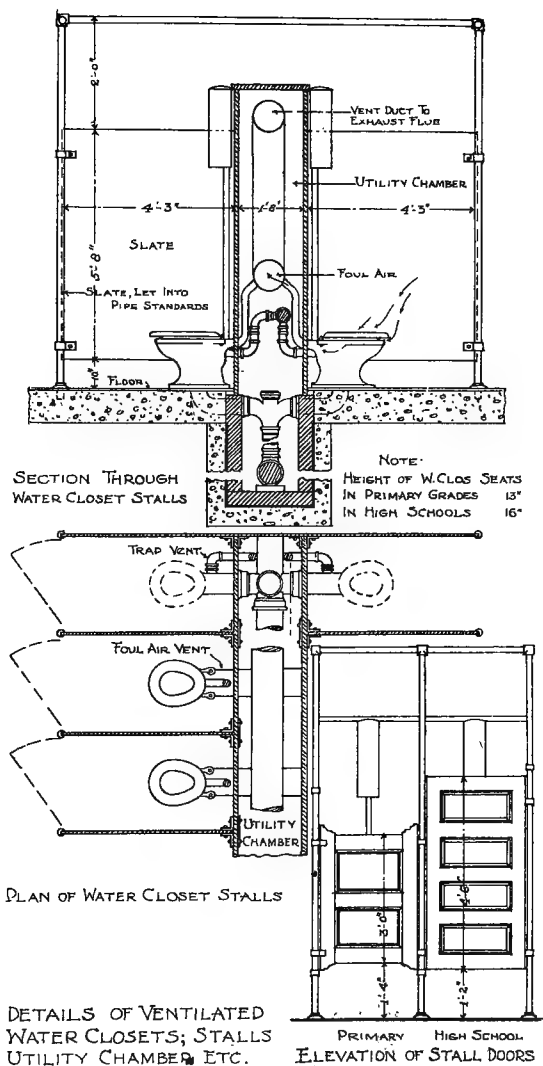 2'-0"
VENT DUCT TO
EXHAUST FLUE
UTILITY CHAMBER
4'-3"
1'-8"
4'-3"
5'-8"
SLATE
FOUL AIR
SLATE, LET INTO
PIPE STANDARDS
10"
FLOOR,
SECTION THROUGH
WATER CLOSET STALLS
NOTE-
HEIGHT OF W.CLOS SEATS
IN PRIMARY GRADES 13"
IN HIGH SCHOOLS 16"
TRAP VENT
FOUL AIR VENT
UTILITY
CHAMBER
PLAN OF WATER CLOSET STALLS
3'-0"
4'-8"
1'-4"
1'-2"
DETAILS OF VENTILATED
WATER CLOSETS; STALLS
UTILITY CHAMBER, ETC.
PRIMARY HIGH SCHOOL
ELEVATION OF STALL DOORS